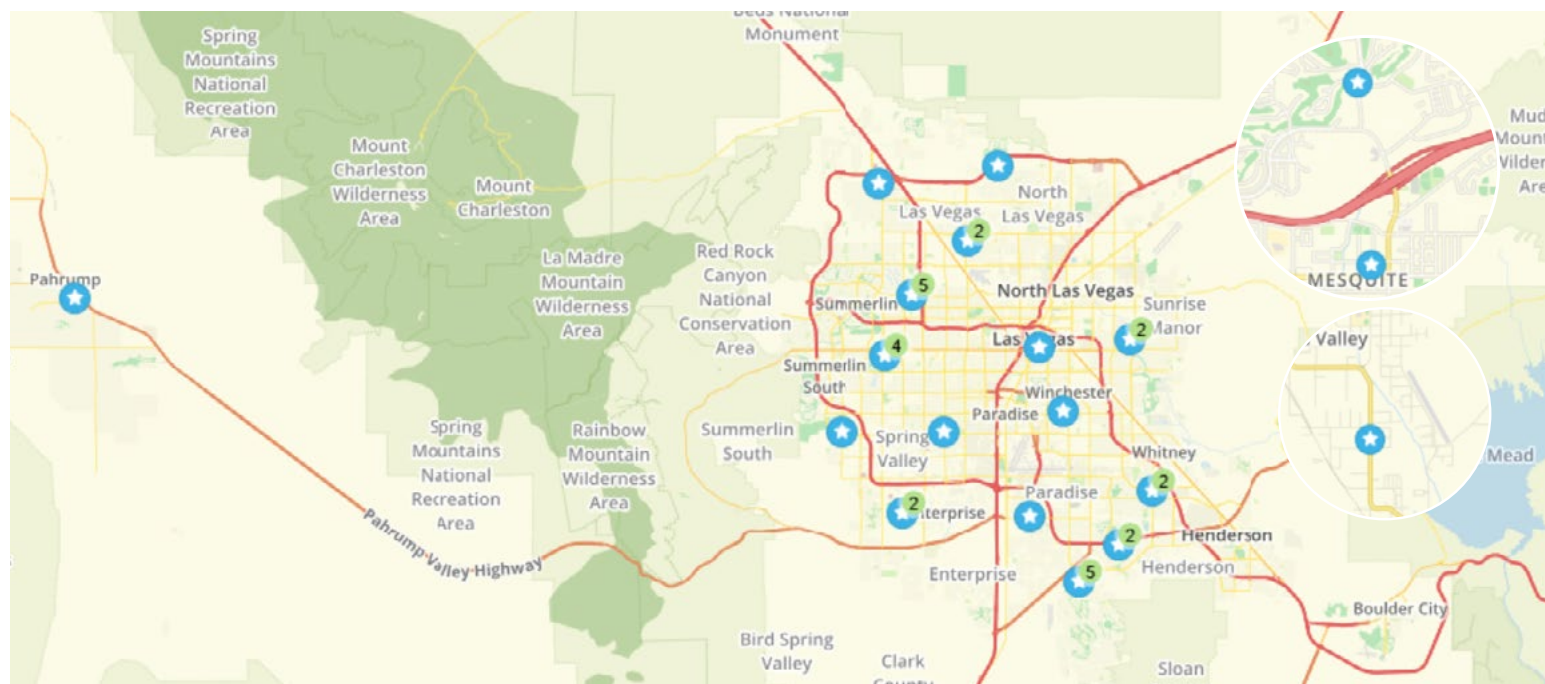 Beds National
Monument
Spring
Mountains
National
Recreation
Area
Mount
Charleston
Wilderness
Area
Mount
Charleston
La Madre
Mountain
Wilderness
Area
Red Rock
Canyon
National
Conservation
Area
Pahrump
North
Las Vegas
Las Vegas
2
5
Summerlin
North Las Vegas
Sunrise
Manor
2
Las Vegas
4
Summerlin
South
Winchester
Paradise
Spring
Valley
Summerlin
South
Whitney
2
Paradise
2
Enterprise
2
Henderson
Henderson
5
Enterprise
Spring
Mountains
National
Recreation
Area
Rainbow
Mountain
Wilderness
Area
Pahrump Valley Highway
Bird Spring
Valley
Clark
County
Sloan
Boulder City
MESQUITE
Valley
Mead